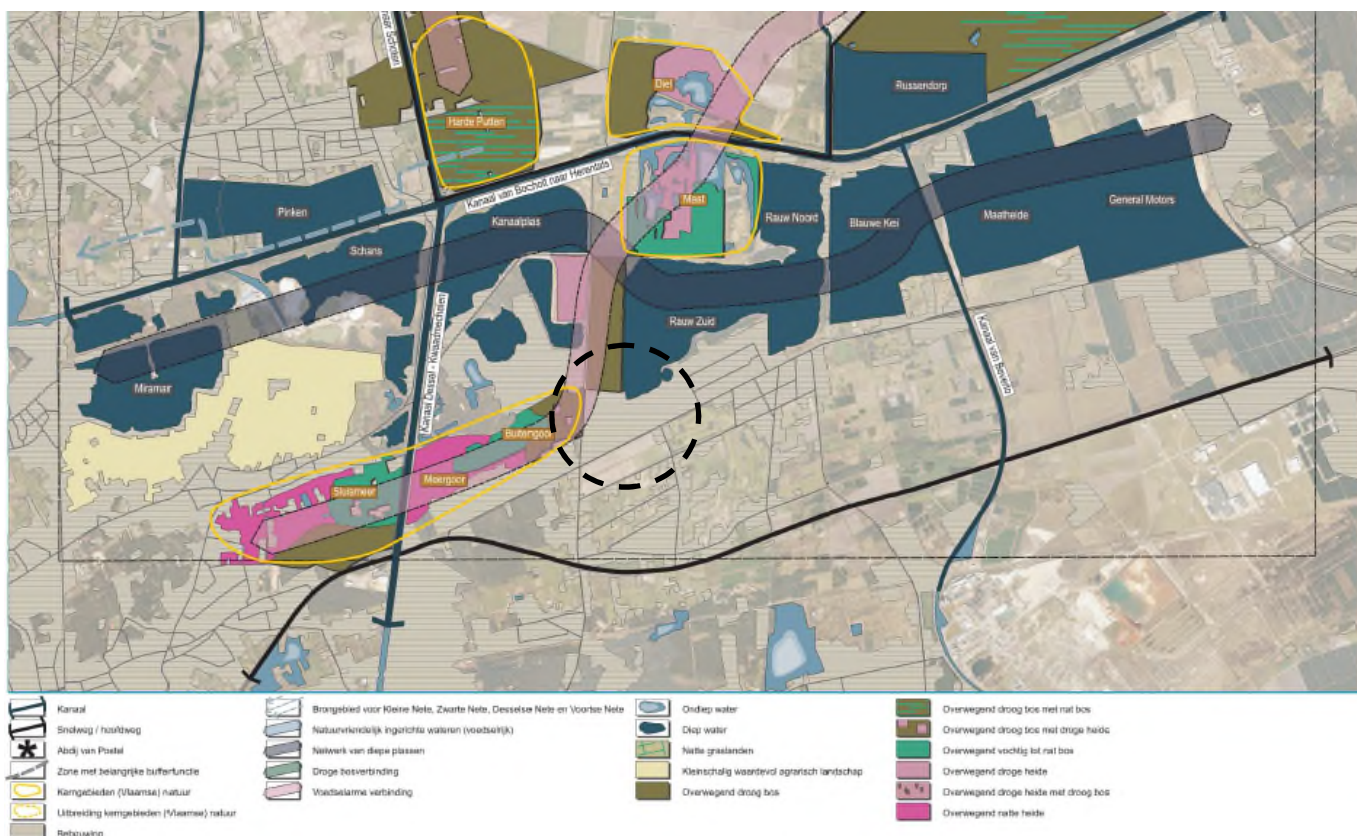 naar Schoten
Diel
Russendorp
Harde Putten
Kanaal van Bocholt naar Herentals
Mast
Pinken
Kanaalplas
Rauw Noord
Blauwe Kei
Maatheide
General Motors
Schans
Rauw Zuid
Kanaal Dessel - Kwaadmechelen
Kanaal van Beverlo
Miramar
Buitengoor
Meergoor
Sluismeer
Kanaal
Snelweg / hoofdweg
Abdij van Postel
Zone met belangrijke bufferfunctie
Kerngebieden (Vlaamse) natuur
Uitbreiding kerngebieden (Vlaamse) natuur
Bebouwing
Brongebied voor Kleine Nete, Zwarte Nete, Desselse Nete en Voortse Nete
Natuurvriendelijk ingerichte wateren (voedselrijk)
Netwerk van diepe plassen
Droge bosverbinding
Voedselarme verbinding
Ondiep water
Diep water
Natte graslanden
Kleinschalig waardevol agrarisch landschap
Overwegend droog bos
Overwegend droog bos met nat bos
Overwegend droog bos met droge heide
Overwegend vochtig tot nat bos
Overwegend droge heide
Overwegend droge heide met droog bos
Overwegend natte heide